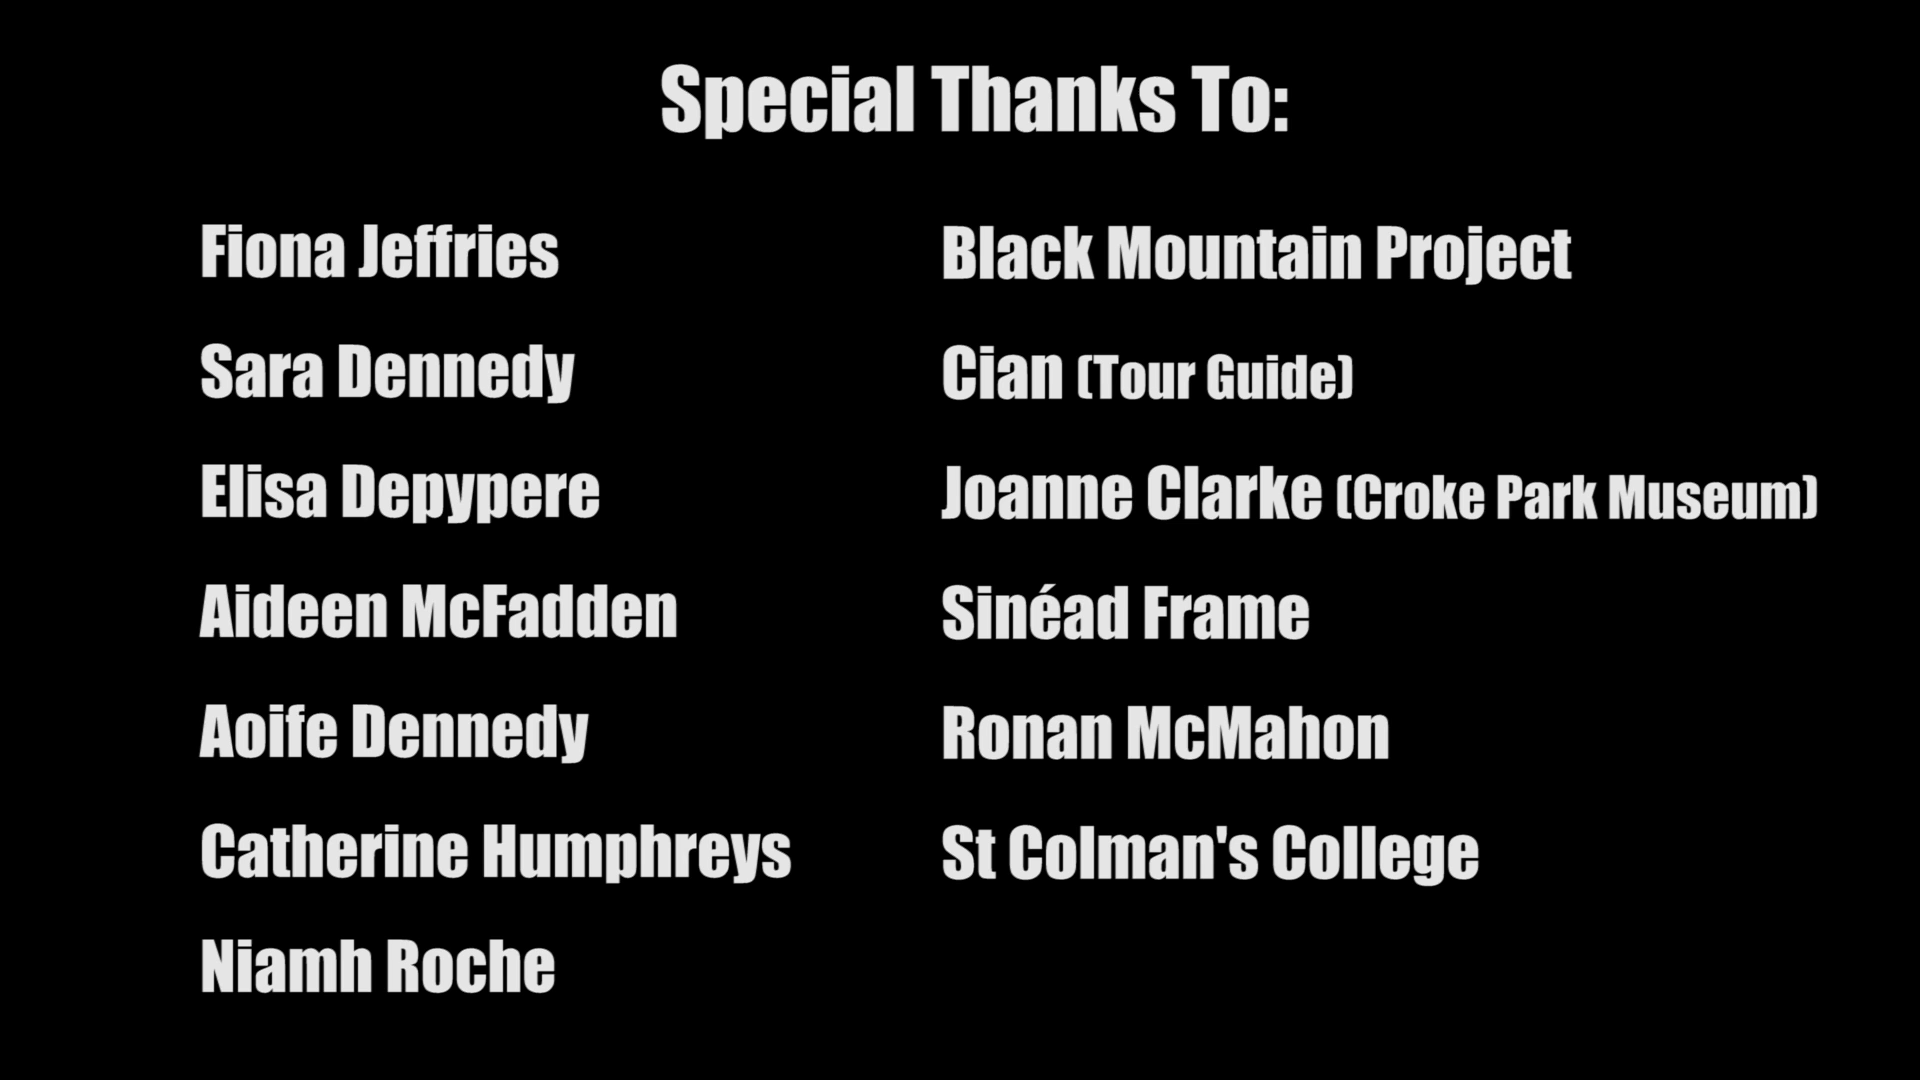 Special Thanks To:
Fiona Jeffries
Sara Dennedy
Elisa Depypere
Aideen McFadden
Aoife Dennedy
Catherine Humphreys
Niamh Roche
Black Mountain Project
Cian (Tour Guide)
Joanne Clarke (Croke Park Museum)
Sinéad Frame
Ronan McMahon
St Colman's College